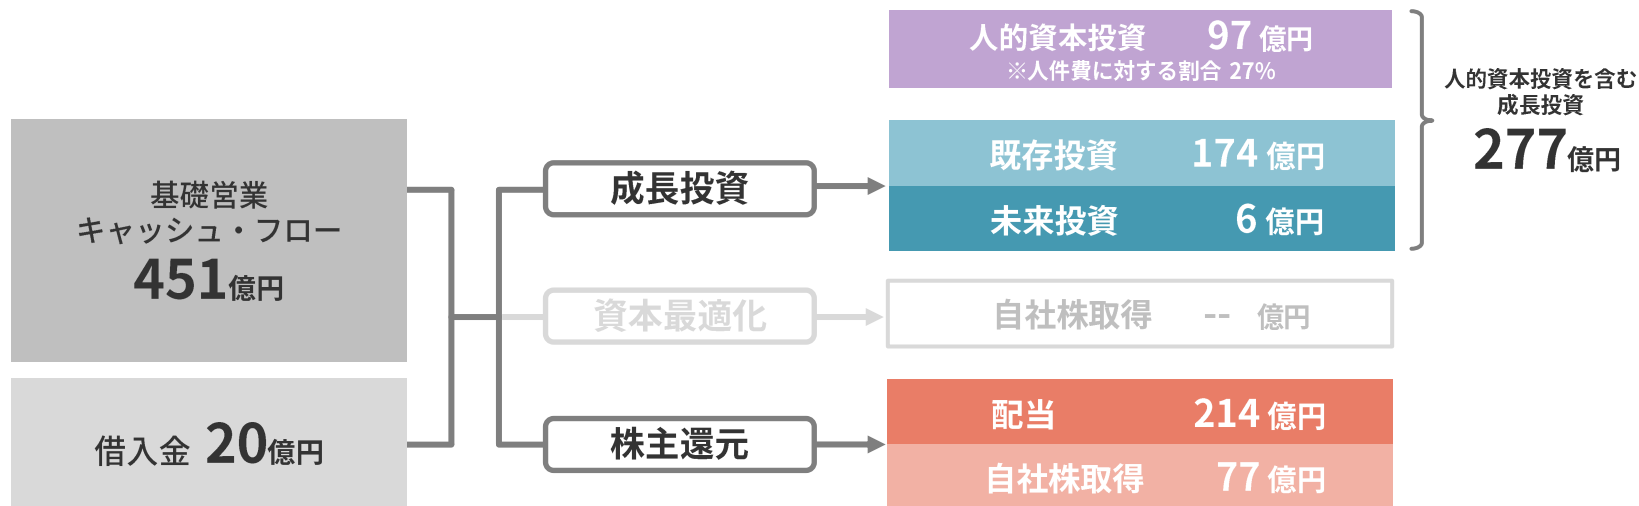 基礎営業
キャッシュ・フロー
451億円
借入金 20億円
成長投資
資本最適化
株主還元
人的資本投資 97 億円
※人件費に対する割合 27%
既存投資 174 億円
未来投資 6 億円
自社株取得 -- 億円
配当 214 億円
自社株取得 77 億円
人的資本投資を含む
成長投資
277億円